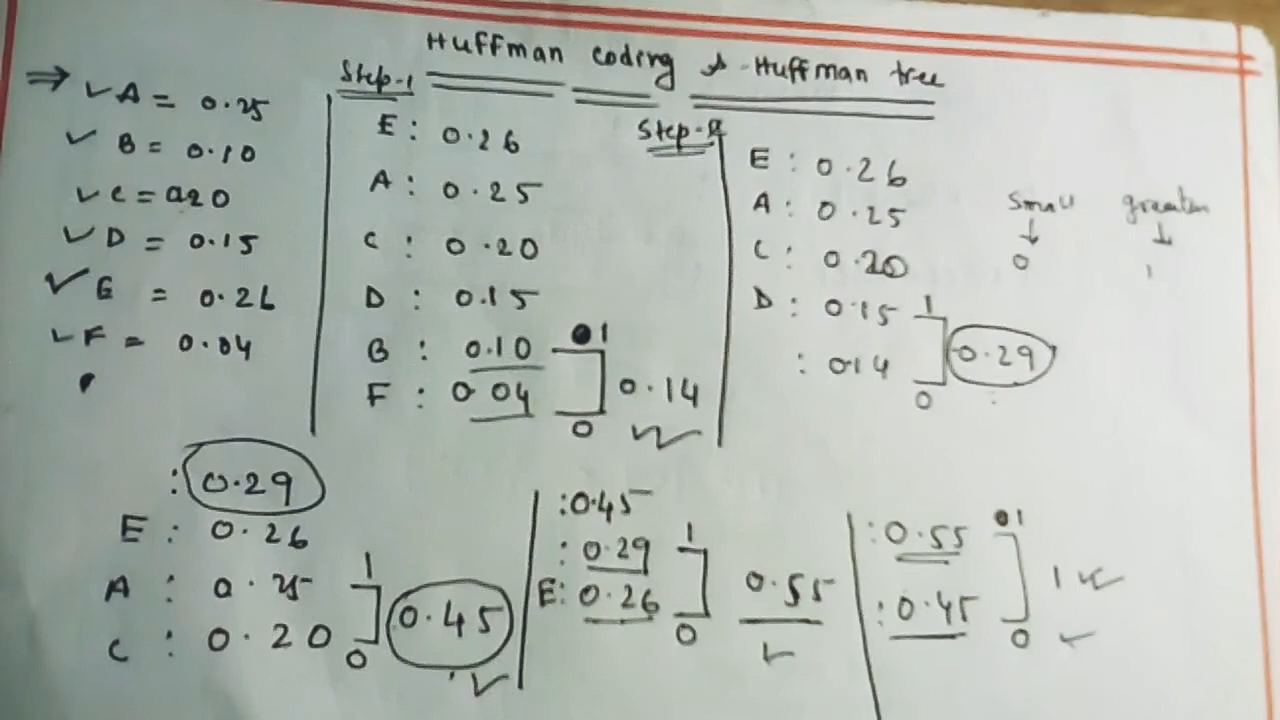 Huffman coding & Huffman tree
⇒ ✓A = 0.25
✓ B = 0.10
✓C = 0.20
✓D = 0.15
✓E = 0.26
✓F = 0.04
Step-1
E : 0.26
A : 0.25
C : 0.20
D : 0.15
B : 0.10 1
F : 0.04 0
0.14
Step-2
E : 0.26
A : 0.25
C : 0.20
D : 0.15 1
: 0.14 0
0.29
Small greater
↓ ↓
0 1
: 0.29
E : 0.26
A : 0.25 1
C : 0.20 0
0.45
: 0.45
: 0.29 1
E : 0.26 0
0.55
: 0.55 1
: 0.45 0
1